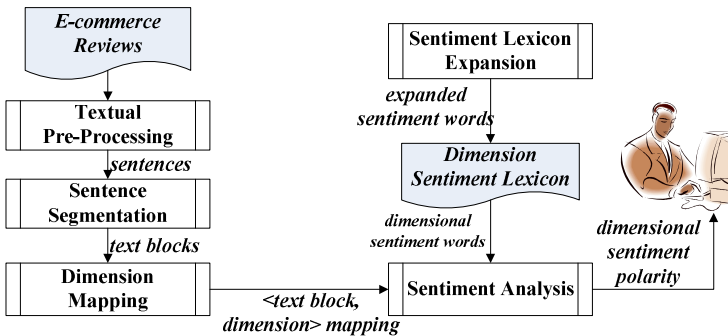 E-commerce
Reviews
Textual
Pre-Processing
sentences
Sentence
Segmentation
text blocks
Dimension
Mapping
<text block,
dimension> mapping
Sentiment Lexicon
Expansion
expanded
sentiment words
Dimension
Sentiment Lexicon
dimensional
sentiment words
Sentiment Analysis
dimensional
sentiment
polarity